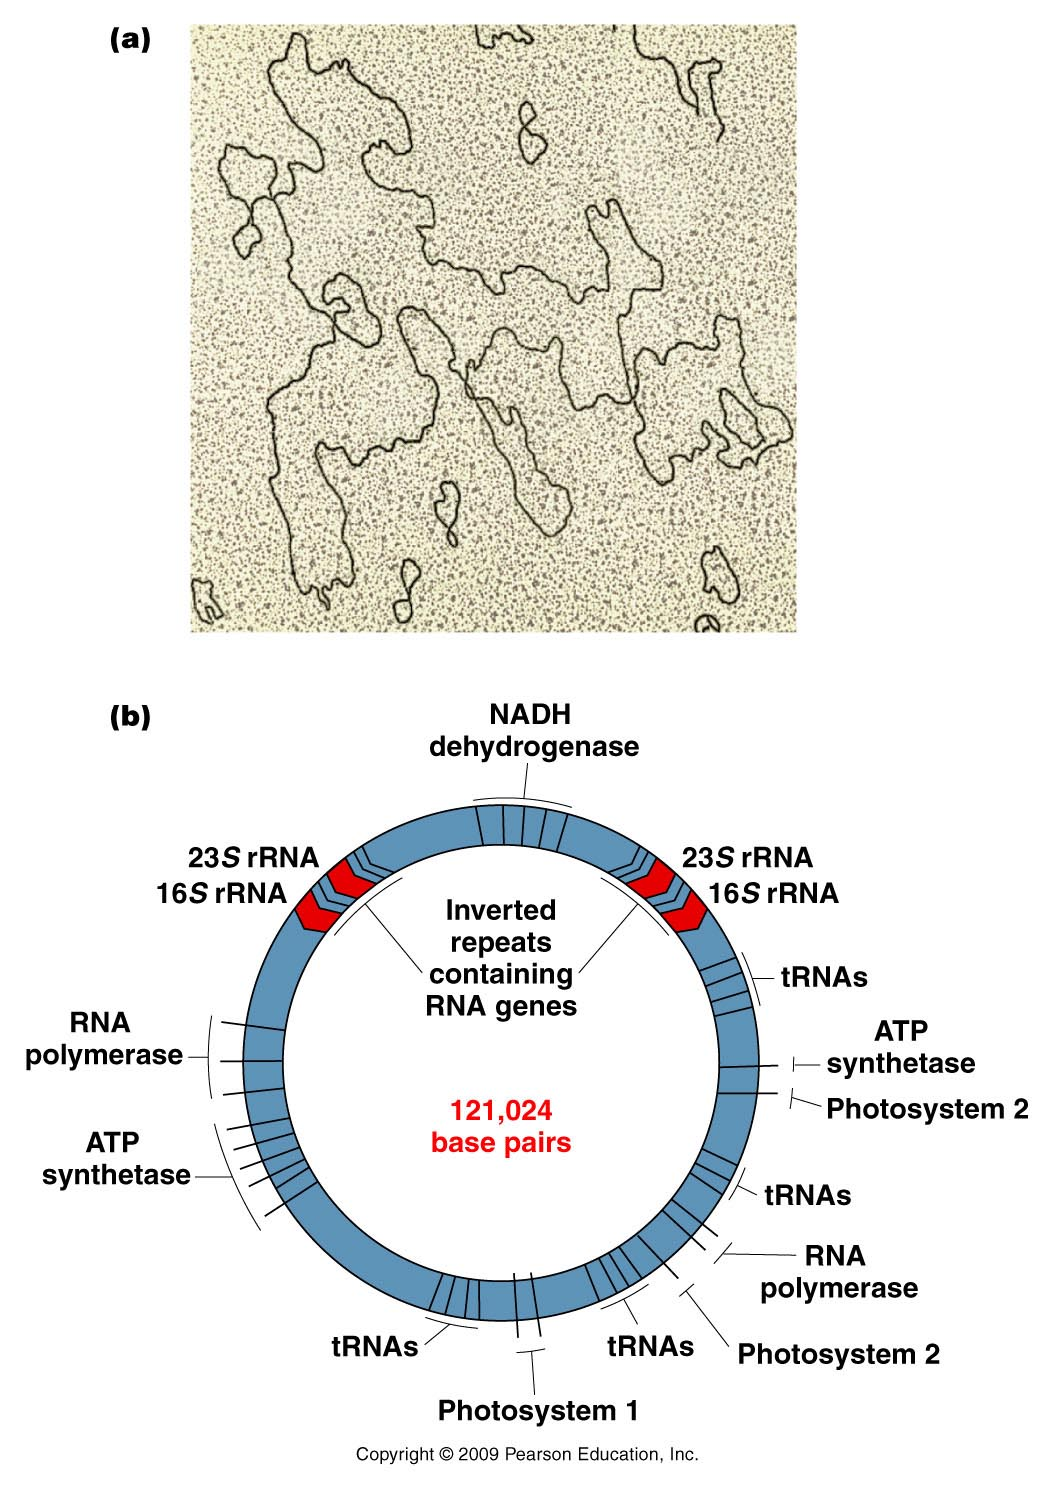 (a)
(b)
NADH
dehydrogenase
23S rRNA
16S rRNA
23S rRNA
16S rRNA
Inverted
repeats
containing
RNA genes
tRNAs
RNA
polymerase
ATP
synthetase
Photosystem 2
121,024
base pairs
ATP
synthetase
tRNAs
RNA
polymerase
tRNAs
tRNAs
Photosystem 2
Photosystem 1
Copyright © 2009 Pearson Education, Inc.